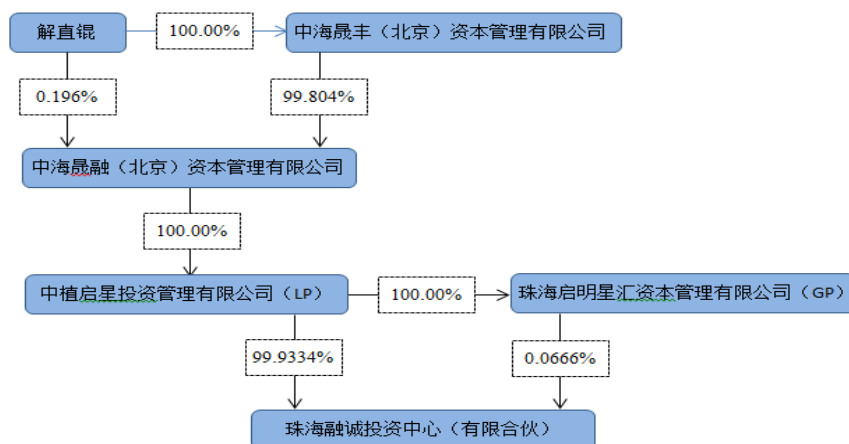 解直锟
100.00%
中海晟丰（北京）资本管理有限公司
0.196%
99.804%
中海晟融（北京）资本管理有限公司
100.00%
中植启星投资管理有限公司（LP）
100.00%
珠海启明星汇资本管理有限公司（GP）
99.9334%
0.0666%
珠海融诚投资中心（有限合伙）